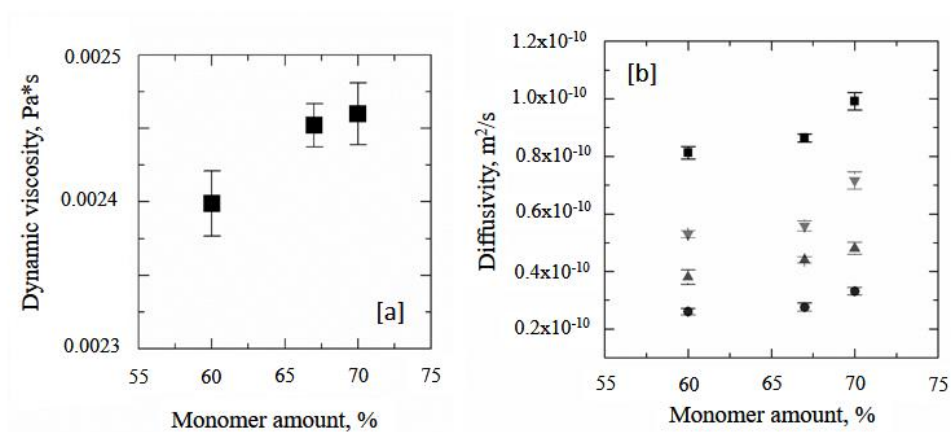 0.0025
0.0024
0.0023
Dynamic viscosity, Pa*s
[a]
55 60 65 70 75
Monomer amount, %
1.2x10⁻¹⁰
1.0x10⁻¹⁰
0.8x10⁻¹⁰
0.6x10⁻¹⁰
0.4x10⁻¹⁰
0.2x10⁻¹⁰
Diffusivity, m²/s
[b]
55 60 65 70 75
Monomer amount, %